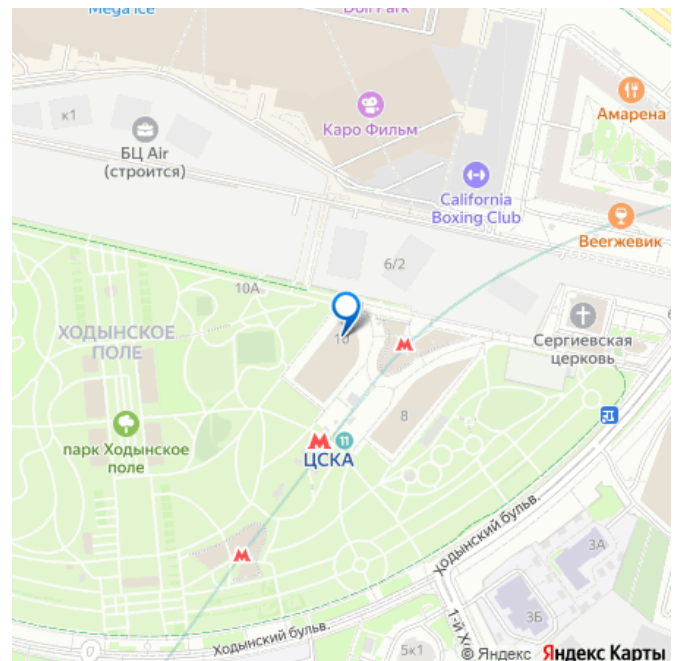 Mega Ice
Doll Park
к1
БЦ Air
(строится)
Каро Фильм
Амарена
California
Boxing Club
Веегжевик
6/2
10А
ХОДЫНСКОЕ
ПОЛЕ
10
Сергиевская
церковь
8
парк Ходынское
поле
11
ЦСКА
Ходынский бульв.
3А
3Б
1-й Х
Ходынский бульв.
5к1
© Яндекс Яндекс Карты